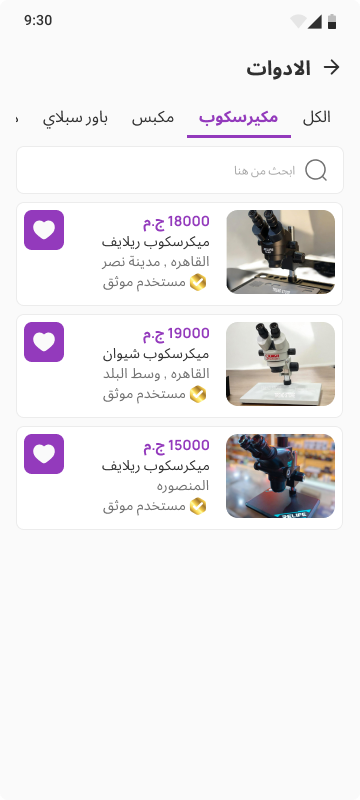 9:30
الادوات
الكل
مكيرسكوب
مكبس
باور سبلاي
ابحث من هنا
18000 ج.م
ميكرسكوب ريلايف
القاهره , مدينة نصر
مستخدم موثق
19000 ج.م
ميكرسكوب شيوان
القاهره , وسط البلد
مستخدم موثق
15000 ج.م
ميكرسكوب ريلايف
المنصوره
مستخدم موثق
RELIFE